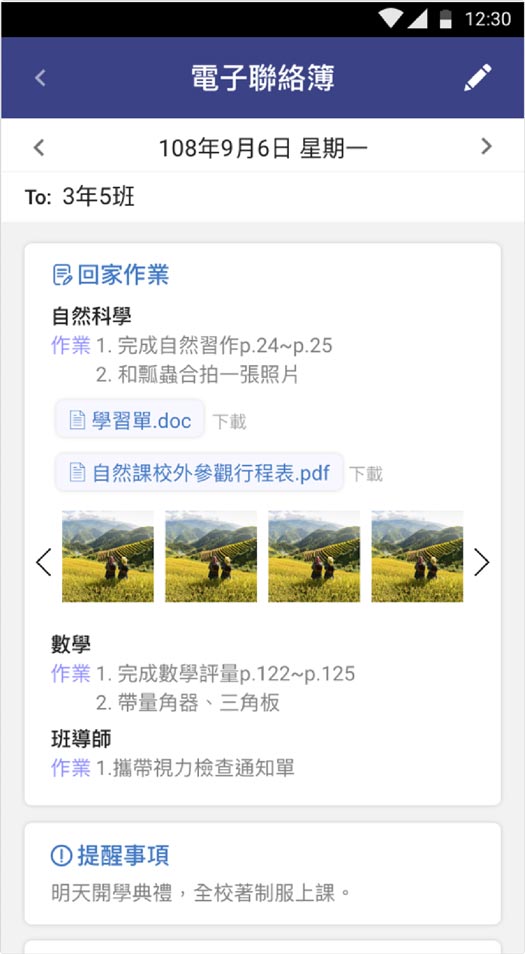 12:30
電子聯絡簿
108年9月6日 星期一
To: 3年5班
回家作業
自然科學
作業 1. 完成自然習作p.24~p.25
2. 和瓢蟲合拍一張照片
學習單.doc 下載
自然課校外參觀行程表.pdf 下載
數學
作業 1. 完成數學評量p.122~p.125
2. 帶量角器、三角板
班導師
作業 1.攜帶視力檢查通知單
提醒事項
明天開學典禮，全校著制服上課。